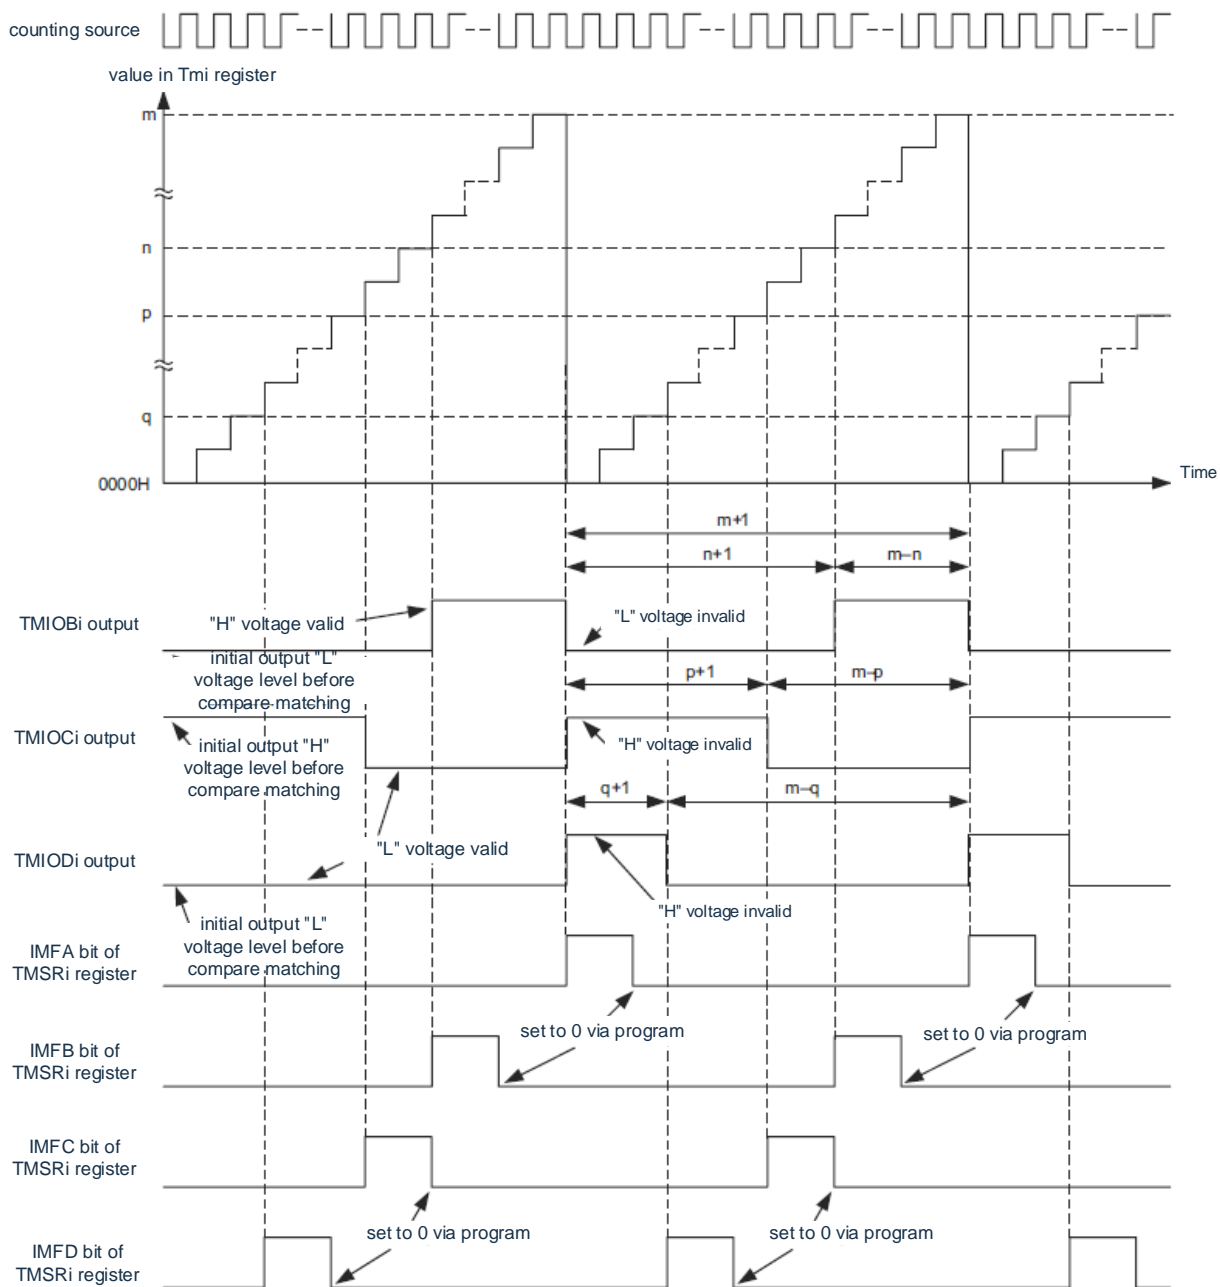 counting source
value in Tmi register
m
n
p
q
0000H
Time
m+1
n+1
m–n
TMIOBi output
"H" voltage valid
"L" voltage invalid
initial output "L"
voltage level before
compare matching
p+1
m–p
TMIOCi output
initial output "H"
voltage level before
compare matching
"H" voltage invalid
q+1
m–q
TMIODi output
"L" voltage valid
"H" voltage invalid
initial output "L"
voltage level before
compare matching
IMFA bit of
TMSRi register
set to 0 via program
set to 0 via program
IMFB bit of
TMSRi register
IMFC bit of
TMSRi register
set to 0 via program
set to 0 via program
IMFD bit of
TMSRi register